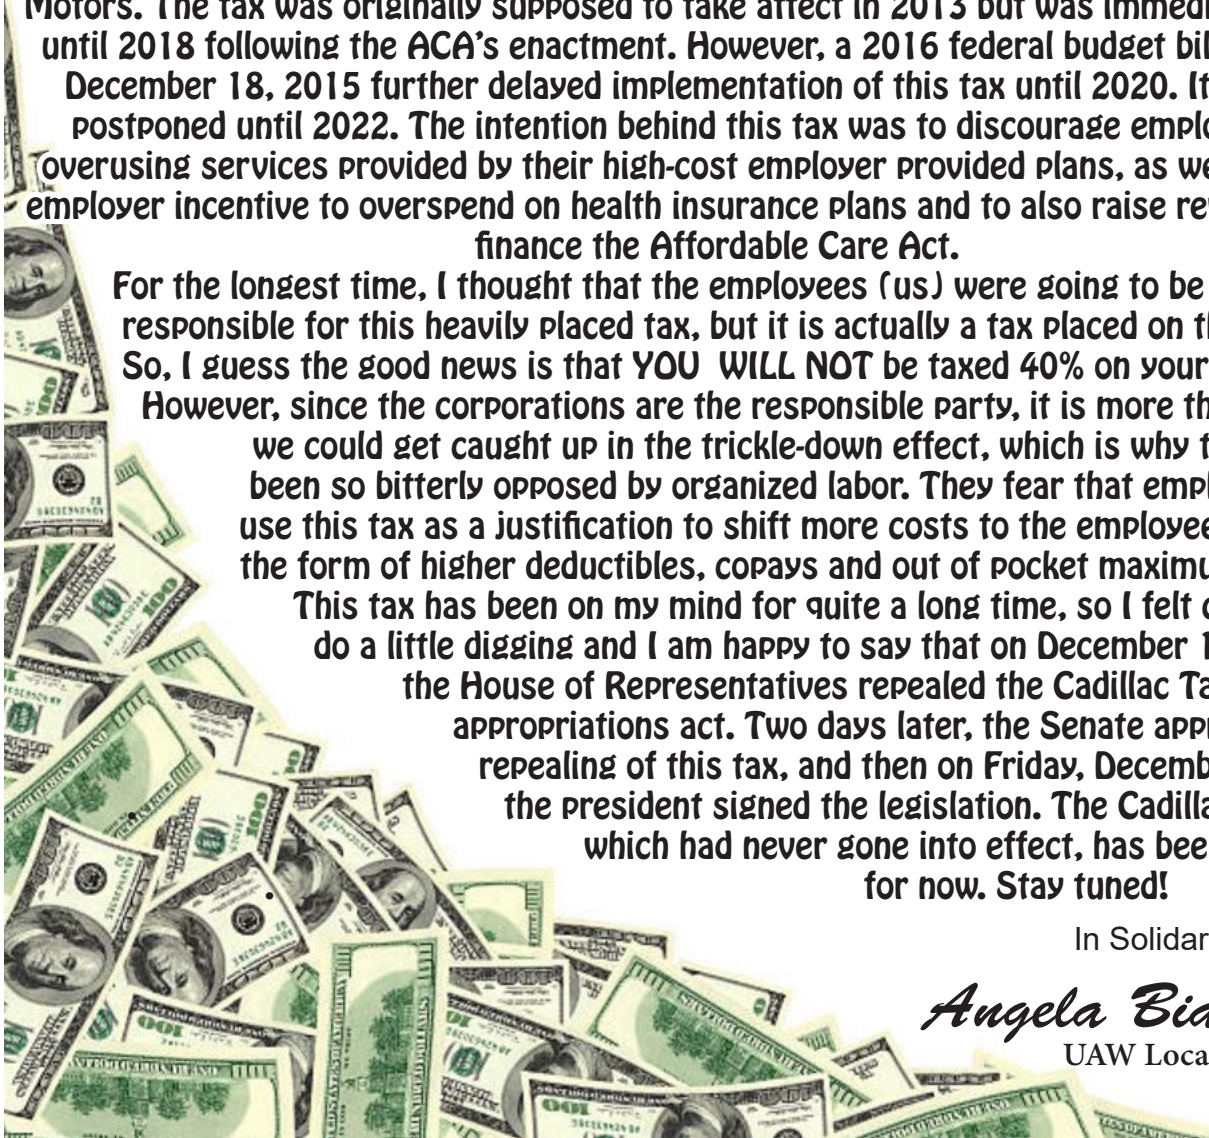 Motors. The tax was originally supposed to take affect in 2013 but was immedi
until 2018 following the ACA's enactment. However, a 2016 federal budget bil
December 18, 2015 further delayed implementation of this tax until 2020. It
postponed until 2022. The intention behind this tax was to discourage emplo
overusing services provided by their high-cost employer provided plans, as we
employer incentive to overspend on health insurance plans and to also raise re
finance the Affordable Care Act.
For the longest time, I thought that the employees (us) were going to be
responsible for this heavily placed tax, but it is actually a tax placed on th
So, I guess the good news is that YOU WILL NOT be taxed 40% on your
However, since the corporations are the responsible party, it is more th
we could get caught up in the trickle-down effect, which is why t
been so bitterly opposed by organized labor. They fear that empl
use this tax as a justification to shift more costs to the employee
the form of higher deductibles, copays and out of pocket maximu
This tax has been on my mind for quite a long time, so I felt c
do a little digging and I am happy to say that on December 1
the House of Representatives repealed the Cadillac Ta
appropriations act. Two days later, the Senate appr
repealing of this tax, and then on Friday, Decemb
the president signed the legislation. The Cadilla
which had never gone into effect, has bee
for now. Stay tuned!
In Solidar
Angela Bia
UAW Loca